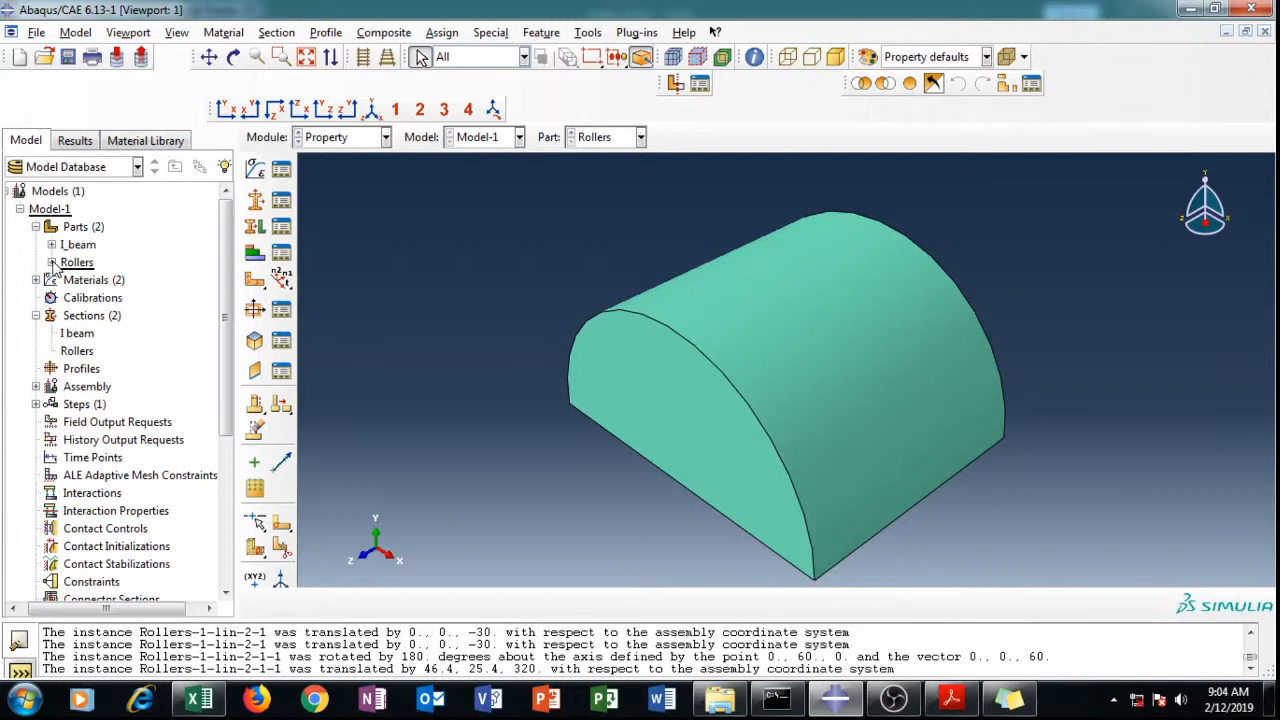 Abaqus/CAE 6.13-1 [Viewport: 1]
File Model Viewport View Material Section Profile Composite Assign Special Feature Tools Plug-ins Help
All
Property defaults
1 2 3 4
Model Results Material Library
Module: Property Model: Model-1 Part: Rollers
Model Database
Models (1)
Model-1
Parts (2)
I_beam
Rollers
Materials (2)
Calibrations
Sections (2)
I beam
Rollers
Profiles
Assembly
Steps (1)
Field Output Requests
History Output Requests
Time Points
ALE Adaptive Mesh Constraints
Interactions
Interaction Properties
Contact Controls
Contact Initializations
Contact Stabilizations
Constraints
Connector Sections
(XYZ)
Y
Z X
Y
Z X
SIMULIA
The instance Rollers-1-lin-2-1 was translated by 0., 0., -30. with respect to the assembly coordinate system
The instance Rollers-1-lin-2-1 was translated by 0., 0., -30. with respect to the assembly coordinate system
The instance Rollers-1-lin-2-1-1 was rotated by 180. degrees about the axis defined by the point 0., 60., 0. and the vector 0., 0., 60.
The instance Rollers-1-lin-2-1-1 was translated by 46.4, 25.4, 320. with respect to the assembly coordinate system
9:04 AM
2/12/2019